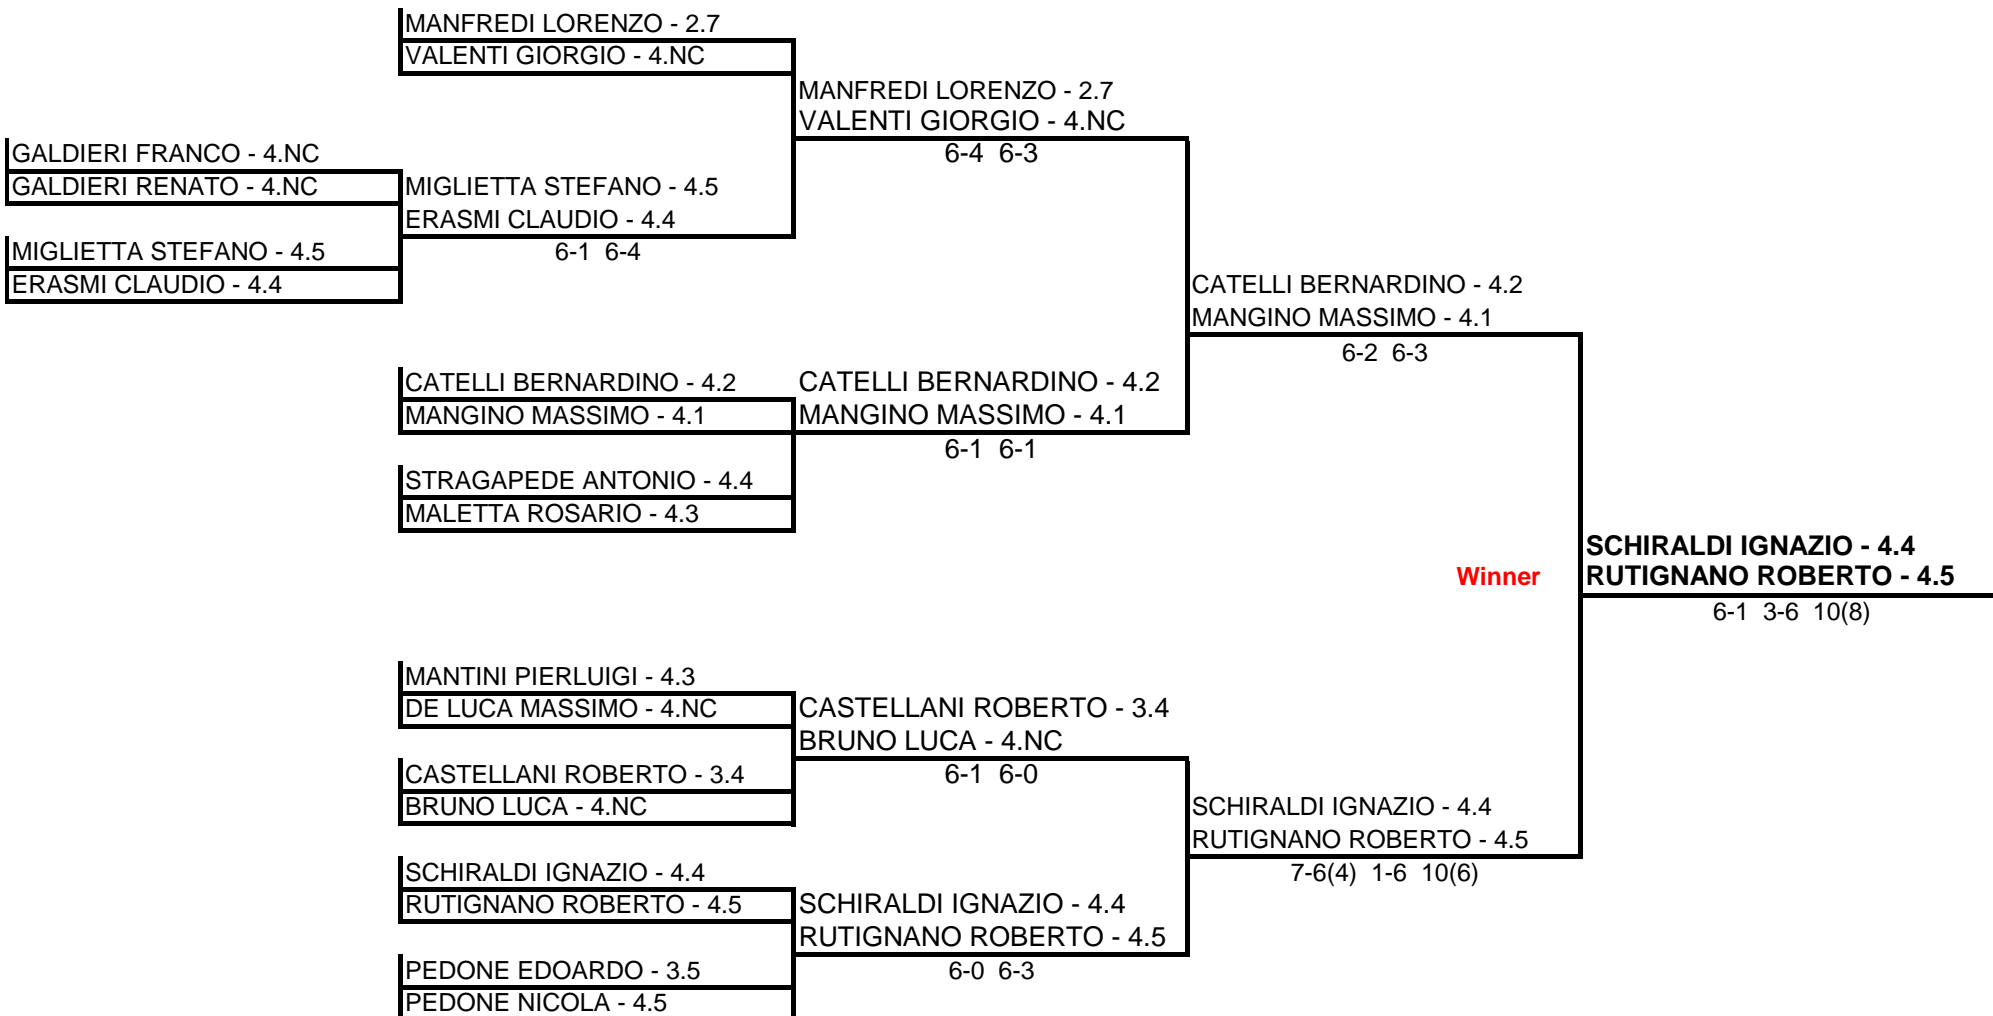 MANFREDI LORENZO - 2.7
VALENTI GIORGIO - 4.NC
MANFREDI LORENZO - 2.7
VALENTI GIORGIO - 4.NC
6-4 6-3
GALDIERI FRANCO - 4.NC
GALDIERI RENATO - 4.NC
MIGLIETTA STEFANO - 4.5
ERASMI CLAUDIO - 4.4
6-1 6-4
MIGLIETTA STEFANO - 4.5
ERASMI CLAUDIO - 4.4
CATELLI BERNARDINO - 4.2
MANGINO MASSIMO - 4.1
6-2 6-3
CATELLI BERNARDINO - 4.2
MANGINO MASSIMO - 4.1
CATELLI BERNARDINO - 4.2
MANGINO MASSIMO - 4.1
6-1 6-1
STRAGAPEDE ANTONIO - 4.4
MALETTA ROSARIO - 4.3
Winner
SCHIRALDI IGNAZIO - 4.4
RUTIGNANO ROBERTO - 4.5
6-1 3-6 10(8)
MANTINI PIERLUIGI - 4.3
DE LUCA MASSIMO - 4.NC
CASTELLANI ROBERTO - 3.4
BRUNO LUCA - 4.NC
6-1 6-0
CASTELLANI ROBERTO - 3.4
BRUNO LUCA - 4.NC
SCHIRALDI IGNAZIO - 4.4
RUTIGNANO ROBERTO - 4.5
7-6(4) 1-6 10(6)
SCHIRALDI IGNAZIO - 4.4
RUTIGNANO ROBERTO - 4.5
SCHIRALDI IGNAZIO - 4.4
RUTIGNANO ROBERTO - 4.5
6-0 6-3
PEDONE EDOARDO - 3.5
PEDONE NICOLA - 4.5